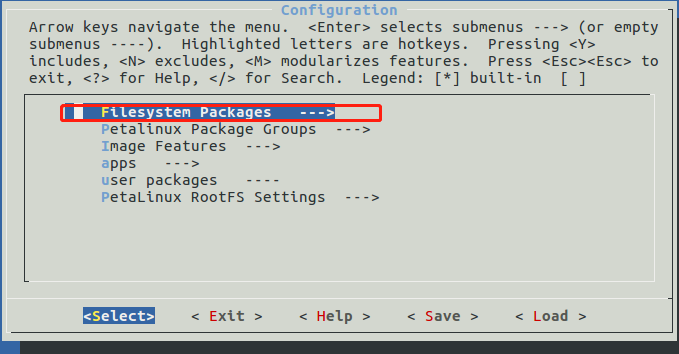 Configuration
Arrow keys navigate the menu.  <Enter> selects submenus ---> (or empty
submenus ----).  Highlighted letters are hotkeys.  Pressing <Y>
includes, <N> excludes, <M> modularizes features.  Press <Esc><Esc> to
exit, <?> for Help, </> for Search.  Legend: [*] built-in  [ ]
Filesystem Packages  --->
Petalinux Package Groups  --->
Image Features  --->
apps  --->
user packages  ----
PetaLinux RootFS Settings  --->
<Select>    < Exit >    < Help >    < Save >    < Load >